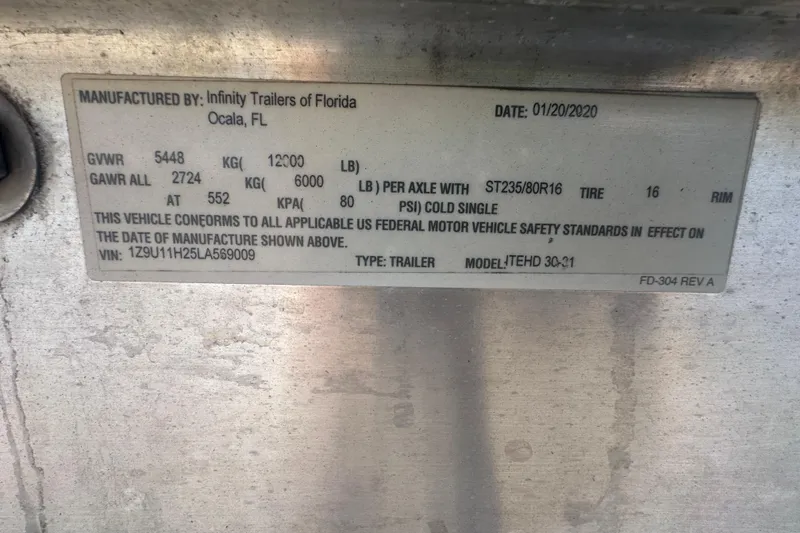 MANUFACTURED BY: Infinity Trailers of Florida DATE: 01/20/2020
Ocala, FL
GVWR 5448 KG( 12000 LB)
GAWR ALL 2724 KG( 6000 LB) PER AXLE WITH ST235/80R16 TIRE 16 RIM
AT 552 KPA( 80 PSI) COLD SINGLE
THIS VEHICLE CONFORMS TO ALL APPLICABLE US FEDERAL MOTOR VEHICLE SAFETY STANDARDS IN EFFECT ON
THE DATE OF MANUFACTURE SHOWN ABOVE.
VIN: 1Z9U11H25LA569009 TYPE: TRAILER MODEL:
FD-304 REV A